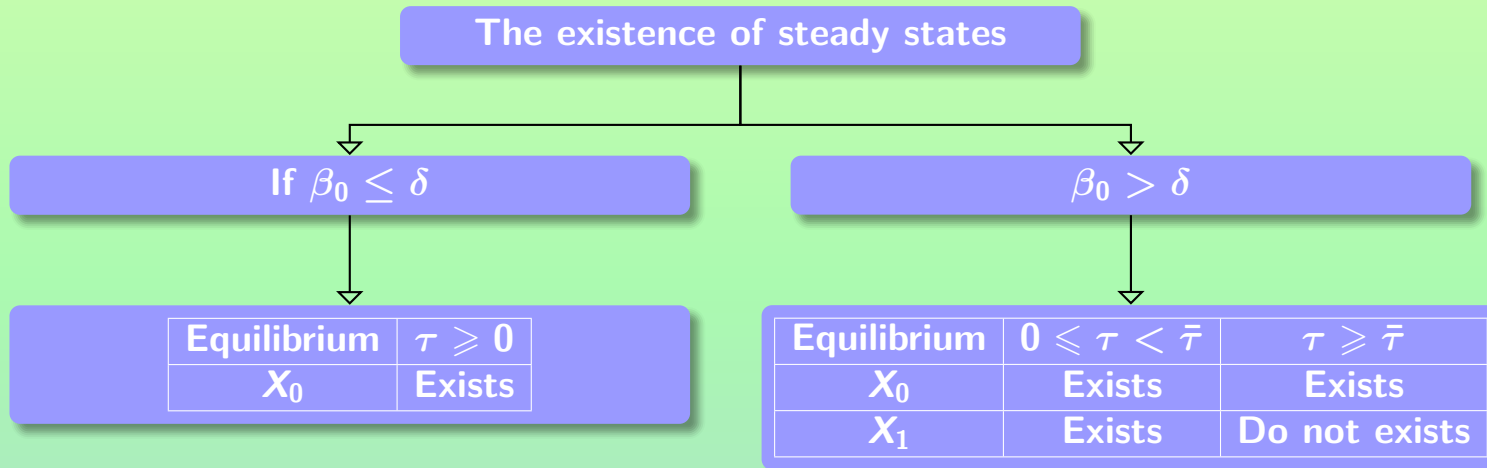 The existence of steady states
If β₀ ≤ δ
β₀ > δ
Equilibrium τ ⩾ 0
X₀ Exists
Equilibrium 0 ⩽ τ < τ̄ τ ⩾ τ̄
X₀ Exists Exists
X₁ Exists Do not exists